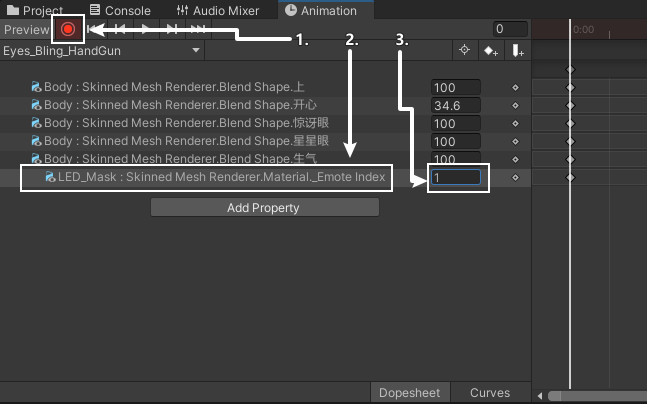 Project Console Audio Mixer Animation
Preview 0 0:00
1. 2. 3.
Eyes_Bling_HandGun
Body : Skinned Mesh Renderer.Blend Shape.上 100
Body : Skinned Mesh Renderer.Blend Shape.开心 34.6
Body : Skinned Mesh Renderer.Blend Shape.惊讶眼 100
Body : Skinned Mesh Renderer.Blend Shape.星星眼 100
Body : Skinned Mesh Renderer.Blend Shape.生气 100
LED_Mask : Skinned Mesh Renderer.Material._Emote Index 1
Add Property
Dopesheet Curves